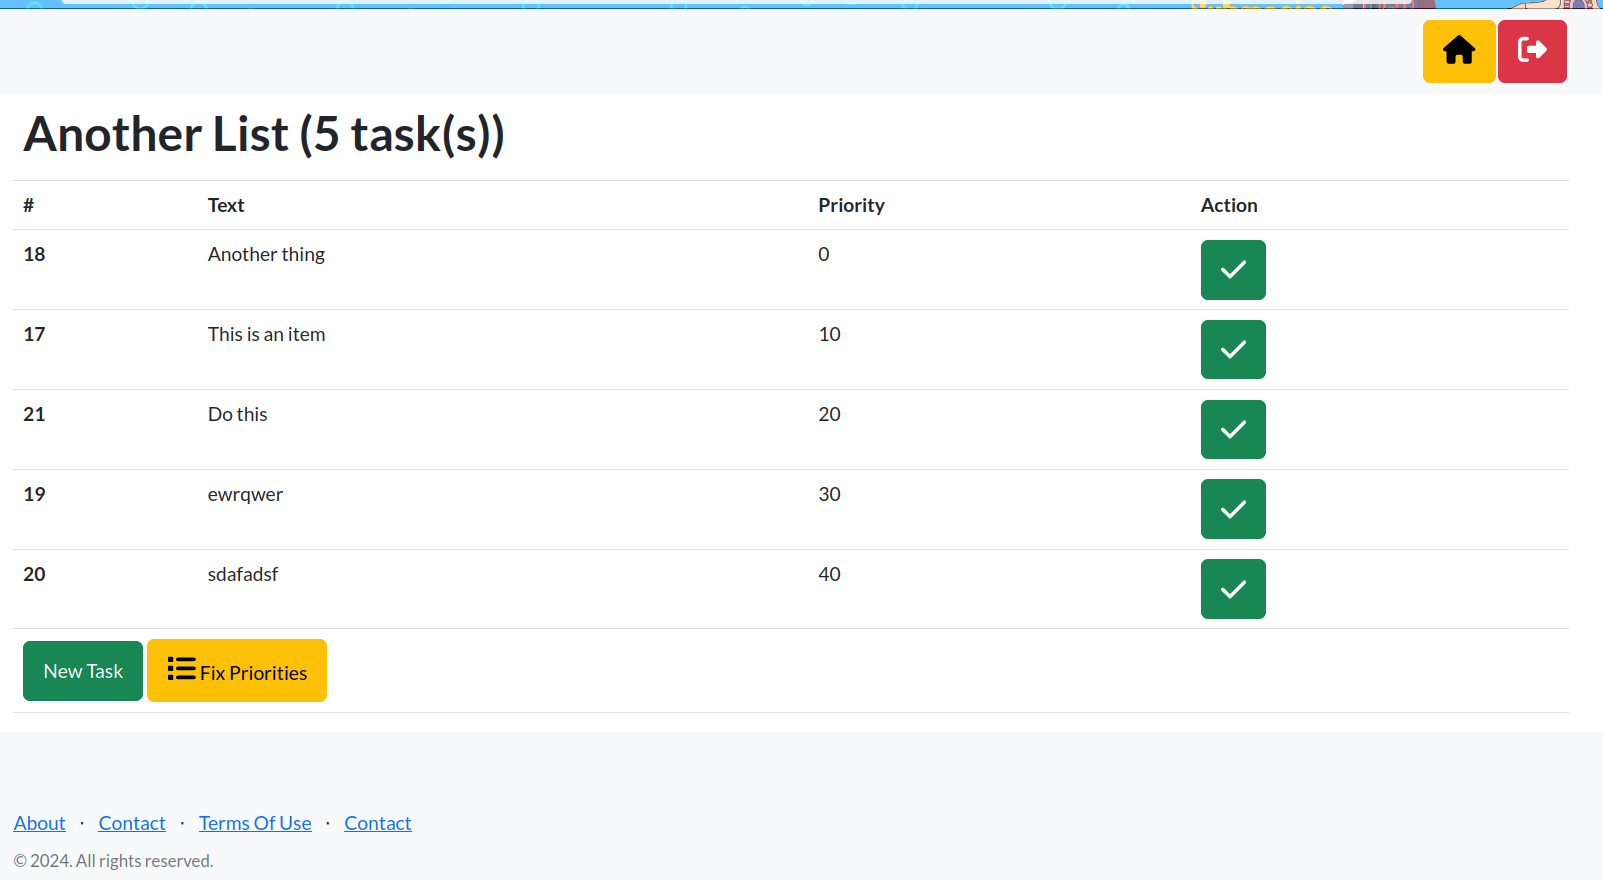 Another List (5 task(s))
# Text Priority Action
18 Another thing 0
17 This is an item 10
21 Do this 20
19 ewrqwer 30
20 sdafadsf 40
New Task Fix Priorities
About · Contact · Terms Of Use · Contact
© 2024. All rights reserved.